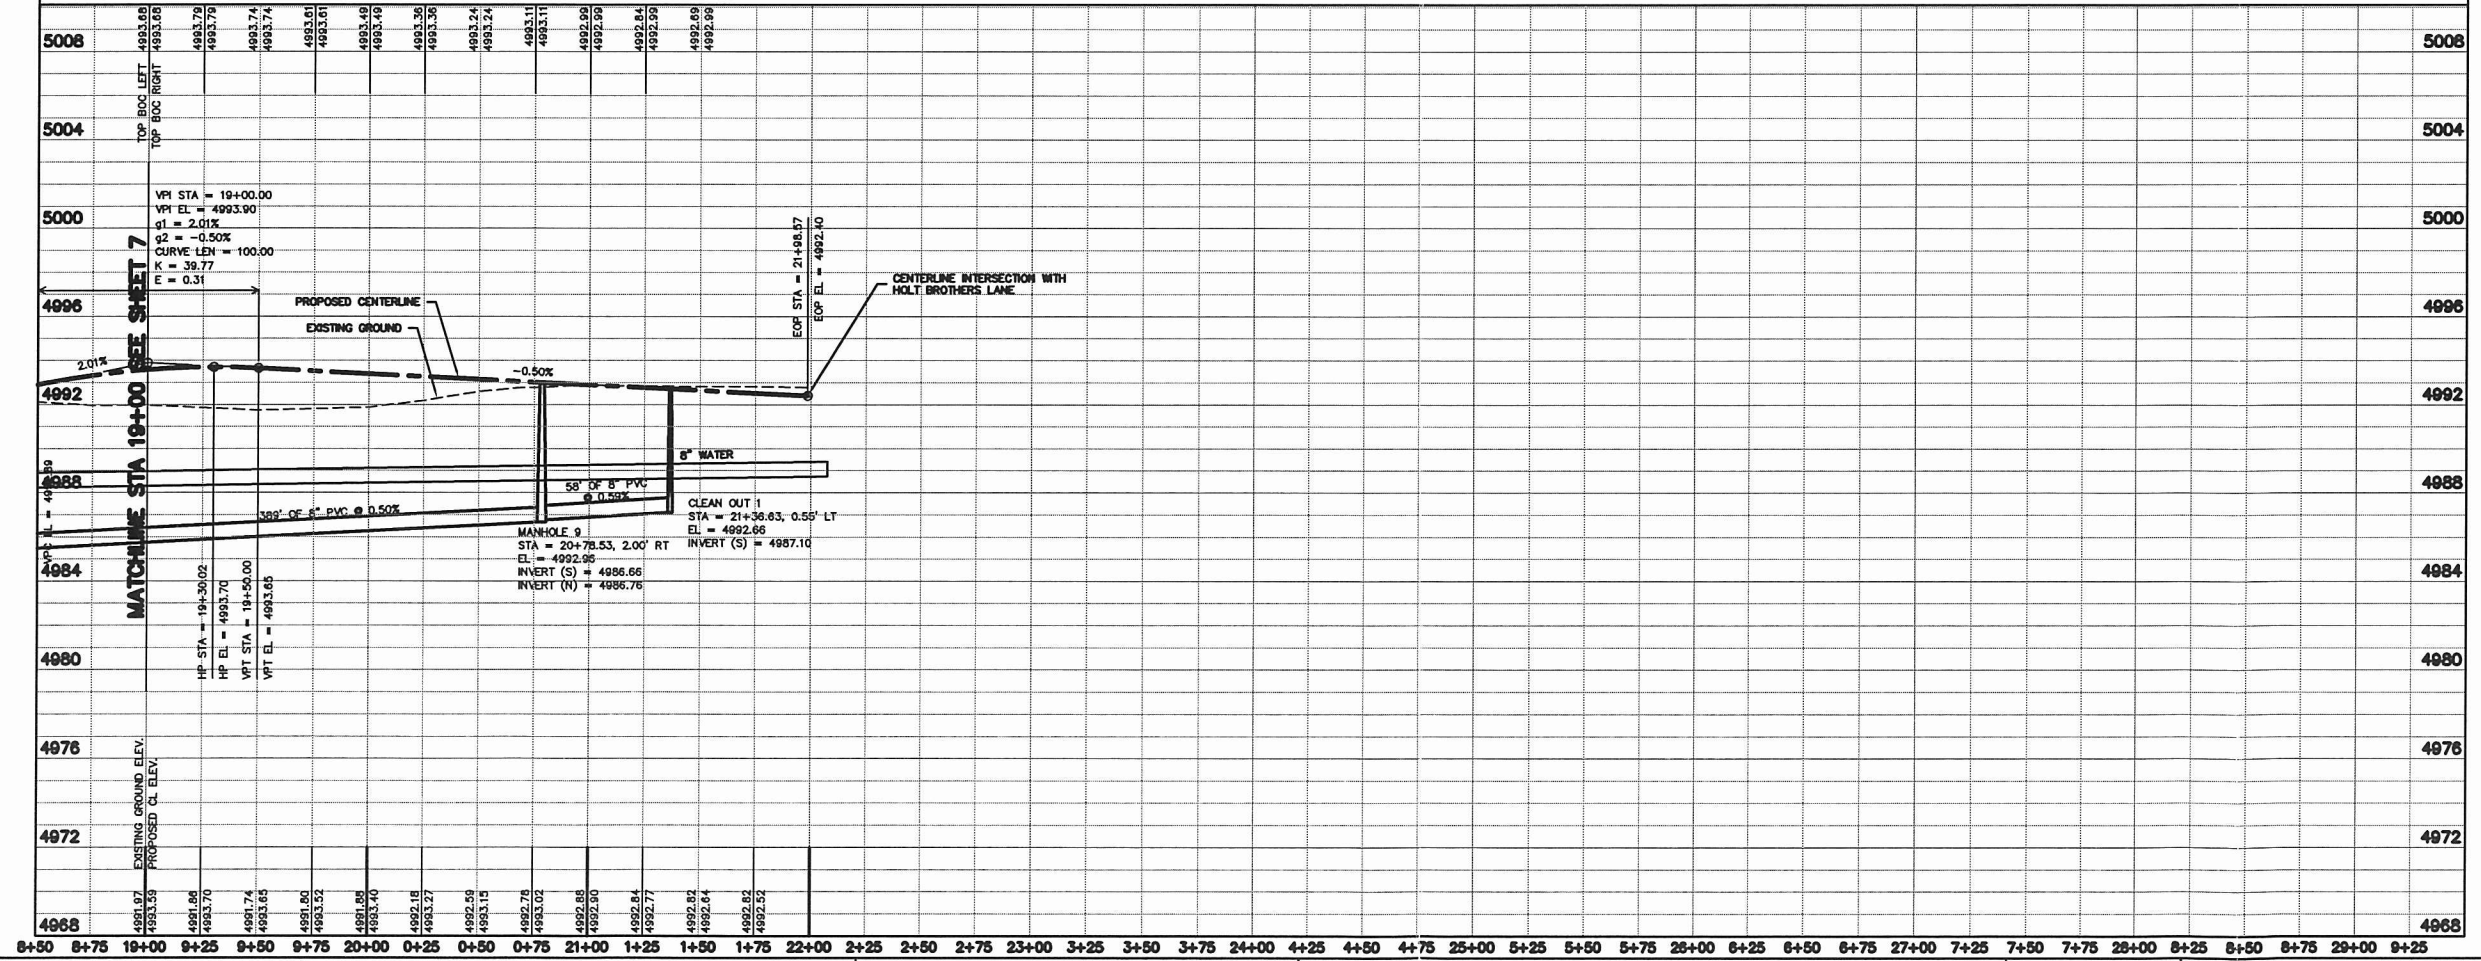 4993.68
4993.68
4993.79
4993.79
4993.74
4993.74
4993.61
4993.61
4993.49
4993.49
4993.36
4993.36
4993.24
4993.24
4993.11
4993.11
4992.99
4992.99
4992.84
4992.99
4992.69
4992.99
5008
5008
TOP BOC LEFT
TOP BOC RIGHT
5004
5004
VPI STA = 19+00.00
VPI EL = 4993.90
g1 = 2.01%
g2 = -0.50%
CURVE LEN = 100.00
K = 39.77
E = 0.31
5000
5000
MATCHLINE STA 19+00 SEE SHEET 7
EOP STA = 21+98.67
EOP EL = 4992.40
CENTERLINE INTERSECTION WITH
HOLT BROTHERS LANE
PROPOSED CENTERLINE
EXISTING GROUND
4996
4996
2.01%
-0.50%
4992
4992
8" WATER
4988
4988
58' OF 8" PVC
@ 0.59%
389' OF 8" PVC @ 0.50%
CLEAN OUT 1
STA = 21+36.63, 0.55' LT
EL = 4992.66
INVERT (S) = 4987.10
MANHOLE 9
STA = 20+78.53, 2.00' RT
EL = 4992.96
INVERT (S) = 4986.66
INVERT (N) = 4986.76
VPC EL =
4984
4984
HP STA = 19+30.02
HP EL = 4993.70
VPT STA = 19+50.00
VPT EL = 4993.65
4980
4980
4976
4976
EXISTING GROUND ELEV.
PROPOSED CL ELEV.
4972
4972
4991.97
4993.59
4991.86
4993.70
4991.74
4993.65
4991.80
4993.52
4991.88
4993.40
4992.18
4993.27
4992.59
4993.15
4992.78
4993.02
4992.88
4992.90
4992.84
4992.77
4992.82
4992.64
4992.82
4992.52
4968
4968
8+50 8+75 19+00 9+25 9+50 9+75 20+00 0+25 0+50 0+75 21+00 1+25 1+50 1+75 22+00 2+25 2+50 2+75 23+00 3+25 3+50 3+75 24+00 4+25 4+50 4+75 25+00 5+25 5+50 5+75 26+00 6+25 6+50 27+00 7+25 7+50 7+75 28+00 8+25 8+50 8+75 29+00 9+25